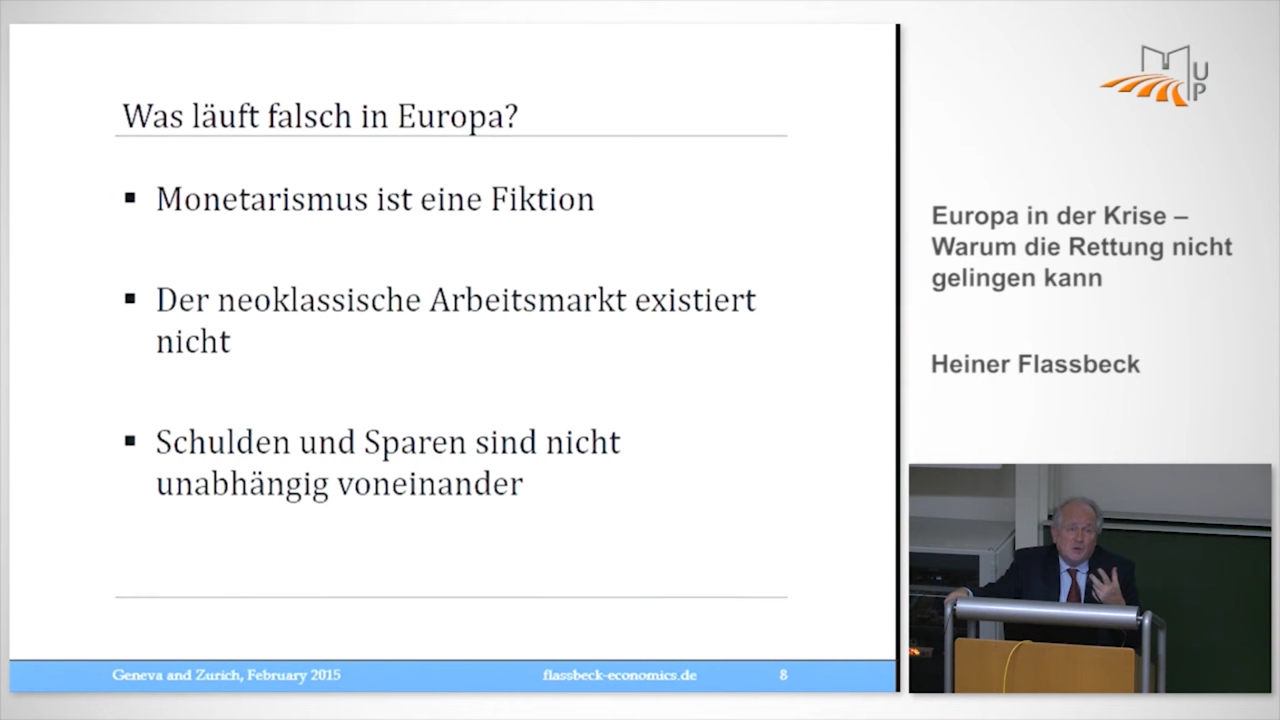 Was läuft falsch in Europa?
Monetarismus ist eine Fiktion
Der neoklassische Arbeitsmarkt existiert
nicht
Schulden und Sparen sind nicht
unabhängig voneinander
Geneva and Zurich, February 2015
flassbeck-economics.de
8
MUP
Europa in der Krise –
Warum die Rettung nicht
gelingen kann
Heiner Flassbeck